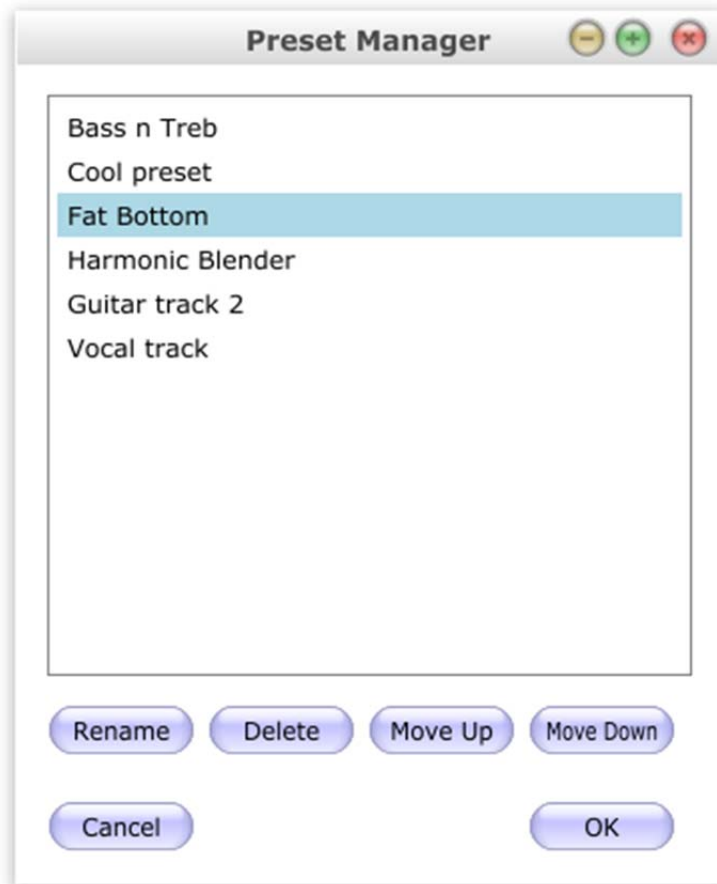 Preset Manager
Bass n Treb
Cool preset
Fat Bottom
Harmonic Blender
Guitar track 2
Vocal track
Rename Delete Move Up Move Down
Cancel OK